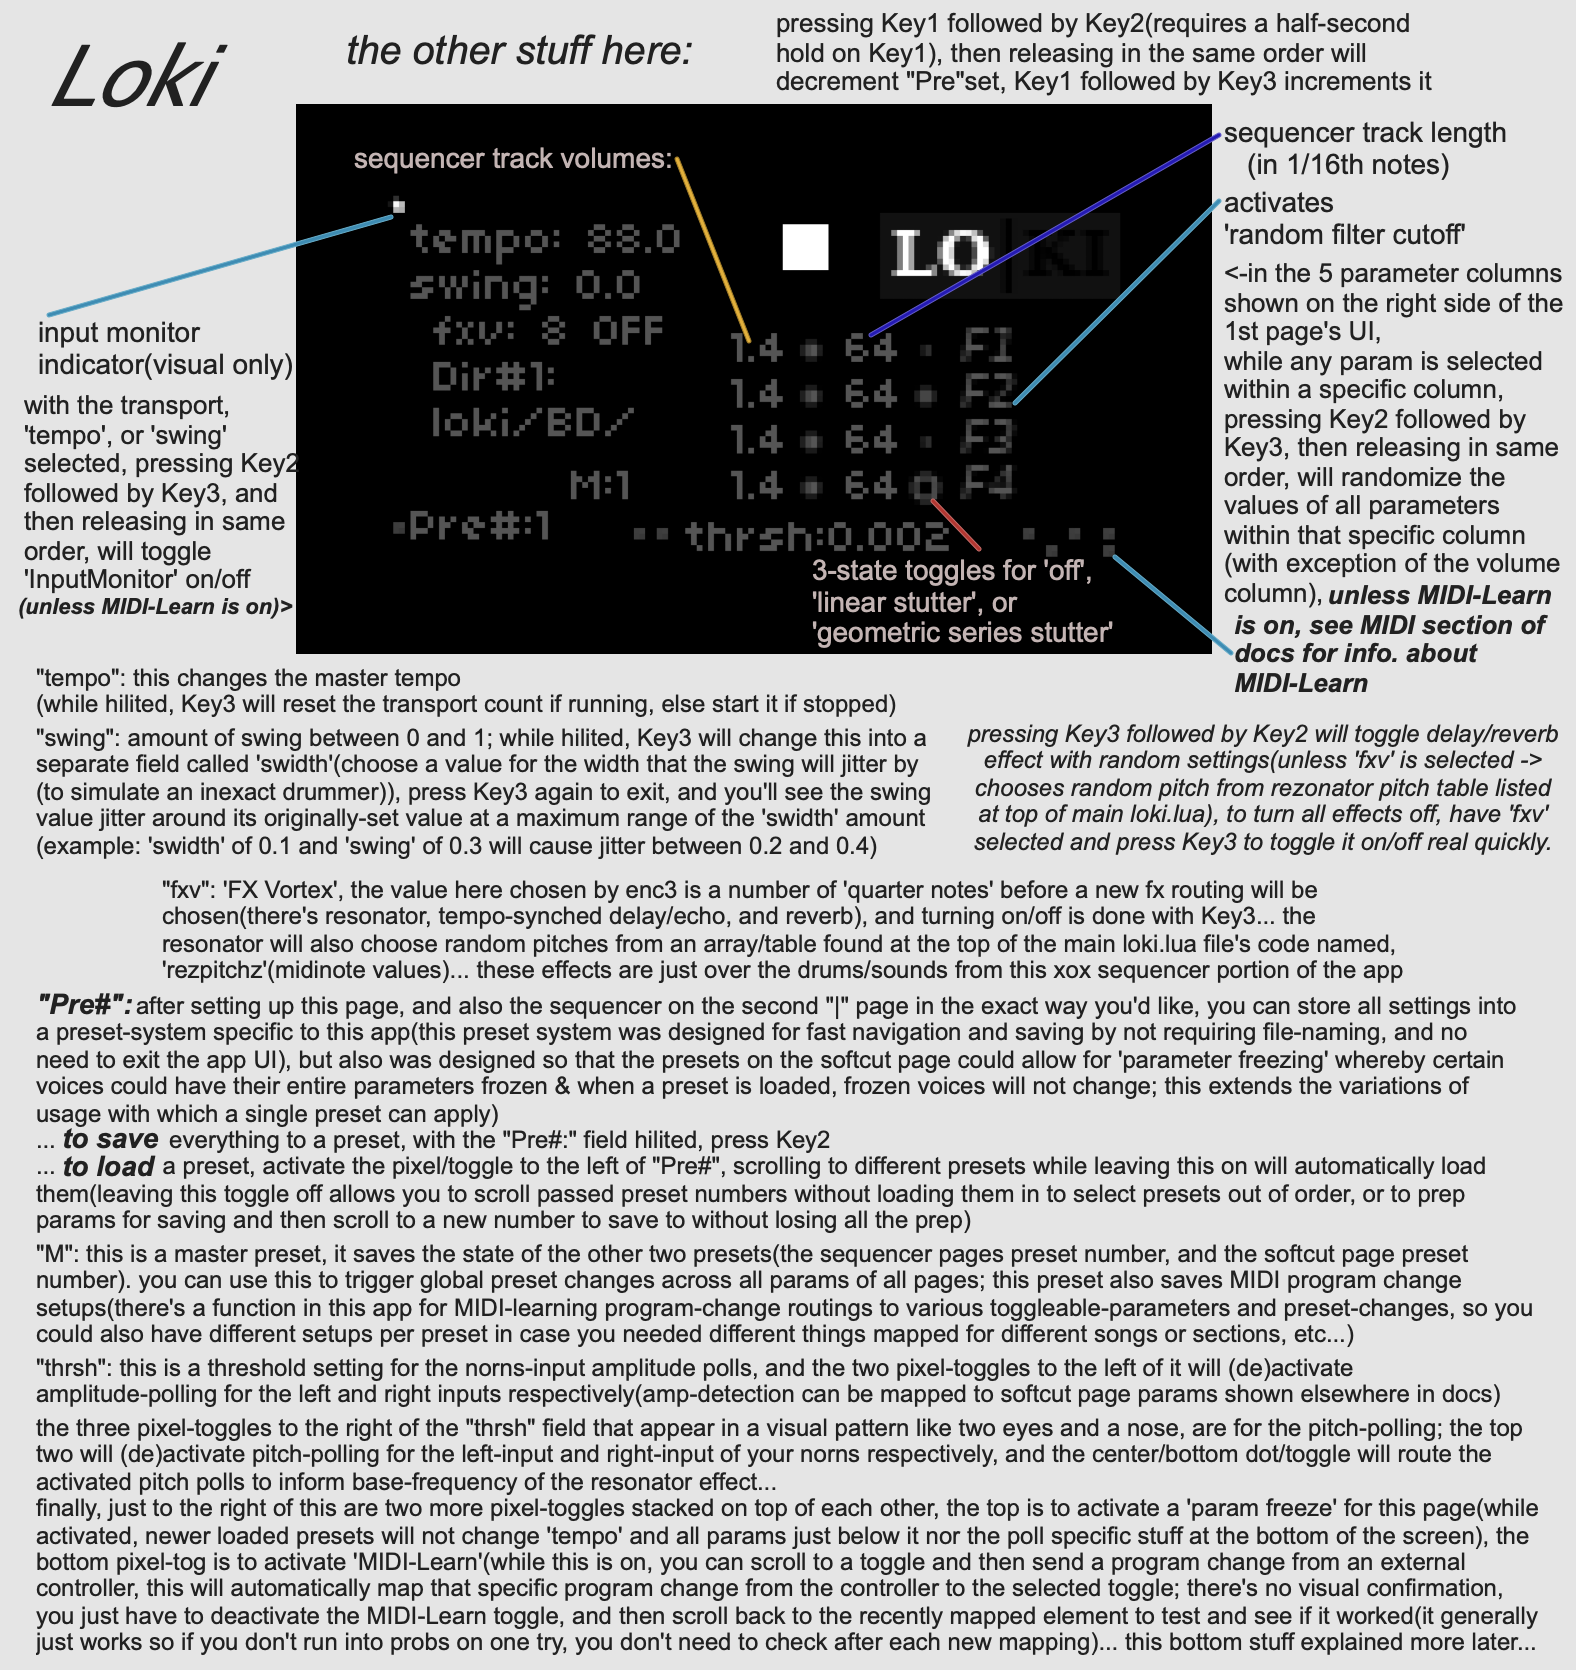 Loki
the other stuff here:
pressing Key1 followed by Key2(requires a half-second
hold on Key1), then releasing in the same order will
decrement "Pre"set, Key1 followed by Key3 increments it
sequencer track volumes:
sequencer track length
(in 1/16th notes)
activates
'random filter cutoff'
<-in the 5 parameter columns
shown on the right side of the
1st page's UI,
while any param is selected
within a specific column,
pressing Key2 followed by
Key3, then releasing in same
order, will randomize the
values of all parameters
within that specific column
(with exception of the volume
column), unless MIDI-Learn
is on, see MIDI section of
docs for info. about
MIDI-Learn
input monitor
indicator(visual only)
with the transport,
'tempo', or 'swing'
selected, pressing Key2
followed by Key3, and
then releasing in same
order, will toggle
'InputMonitor' on/off
(unless MIDI-Learn is on)>
tempo: 88.0
swing: 0.0
fxv: 8 OFF
Dir#1:
loki/BD/
M:1
Pre#:1
LO|KI
1.4 64 F1
1.4 64 F2
1.4 64 F3
1.4 64 F4
thrsh:0.002
3-state toggles for 'off',
'linear stutter', or
'geometric series stutter'
"tempo": this changes the master tempo
(while hilited, Key3 will reset the transport count if running, else start it if stopped)
"swing": amount of swing between 0 and 1; while hilited, Key3 will change this into a
separate field called 'swidth'(choose a value for the width that the swing will jitter by
(to simulate an inexact drummer)), press Key3 again to exit, and you'll see the swing
value jitter around its originally-set value at a maximum range of the 'swidth' amount
(example: 'swidth' of 0.1 and 'swing' of 0.3 will cause jitter between 0.2 and 0.4)
pressing Key3 followed by Key2 will toggle delay/reverb
effect with random settings(unless 'fxv' is selected ->
chooses random pitch from rezonator pitch table listed
at top of main loki.lua), to turn all effects off, have 'fxv'
selected and press Key3 to toggle it on/off real quickly.
"fxv": 'FX Vortex', the value here chosen by enc3 is a number of 'quarter notes' before a new fx routing will be
chosen(there's resonator, tempo-synched delay/echo, and reverb), and turning on/off is done with Key3... the
resonator will also choose random pitches from an array/table found at the top of the main loki.lua file's code named,
'rezpitchz'(midinote values)... these effects are just over the drums/sounds from this xox sequencer portion of the app
"Pre#": after setting up this page, and also the sequencer on the second "|" page in the exact way you'd like, you can store all settings into
a preset-system specific to this app(this preset system was designed for fast navigation and saving by not requiring file-naming, and no
need to exit the app UI), but also was designed so that the presets on the softcut page could allow for 'parameter freezing' whereby certain
voices could have their entire parameters frozen & when a preset is loaded, frozen voices will not change; this extends the variations of
usage with which a single preset can apply)
... to save everything to a preset, with the "Pre#:" field hilited, press Key2
... to load a preset, activate the pixel/toggle to the left of "Pre#", scrolling to different presets while leaving this on will automatically load
them(leaving this toggle off allows you to scroll passed preset numbers without loading them in to select presets out of order, or to prep
params for saving and then scroll to a new number to save to without losing all the prep)
"M": this is a master preset, it saves the state of the other two presets(the sequencer pages preset number, and the softcut page preset
number). you can use this to trigger global preset changes across all params of all pages; this preset also saves MIDI program change
setups(there's a function in this app for MIDI-learning program-change routings to various toggleable-parameters and preset-changes, so you
could also have different setups per preset in case you needed different things mapped for different songs or sections, etc...)
"thrsh": this is a threshold setting for the norns-input amplitude polls, and the two pixel-toggles to the left of it will (de)activate
amplitude-polling for the left and right inputs respectively(amp-detection can be mapped to softcut page params shown elsewhere in docs)
the three pixel-toggles to the right of the "thrsh" field that appear in a visual pattern like two eyes and a nose, are for the pitch-polling; the top
two will (de)activate pitch-polling for the left-input and right-input of your norns respectively, and the center/bottom dot/toggle will route the
activated pitch polls to inform base-frequency of the resonator effect...
finally, just to the right of this are two more pixel-toggles stacked on top of each other, the top is to activate a 'param freeze' for this page(while
activated, newer loaded presets will not change 'tempo' and all params just below it nor the poll specific stuff at the bottom of the screen), the
bottom pixel-tog is to activate 'MIDI-Learn'(while this is on, you can scroll to a toggle and then send a program change from an external
controller, this will automatically map that specific program change from the controller to the selected toggle; there's no visual confirmation,
you just have to deactivate the MIDI-Learn toggle, and then scroll back to the recently mapped element to test and see if it worked(it generally
just works so if you don't run into probs on one try, you don't need to check after each new mapping)... this bottom stuff explained more later...